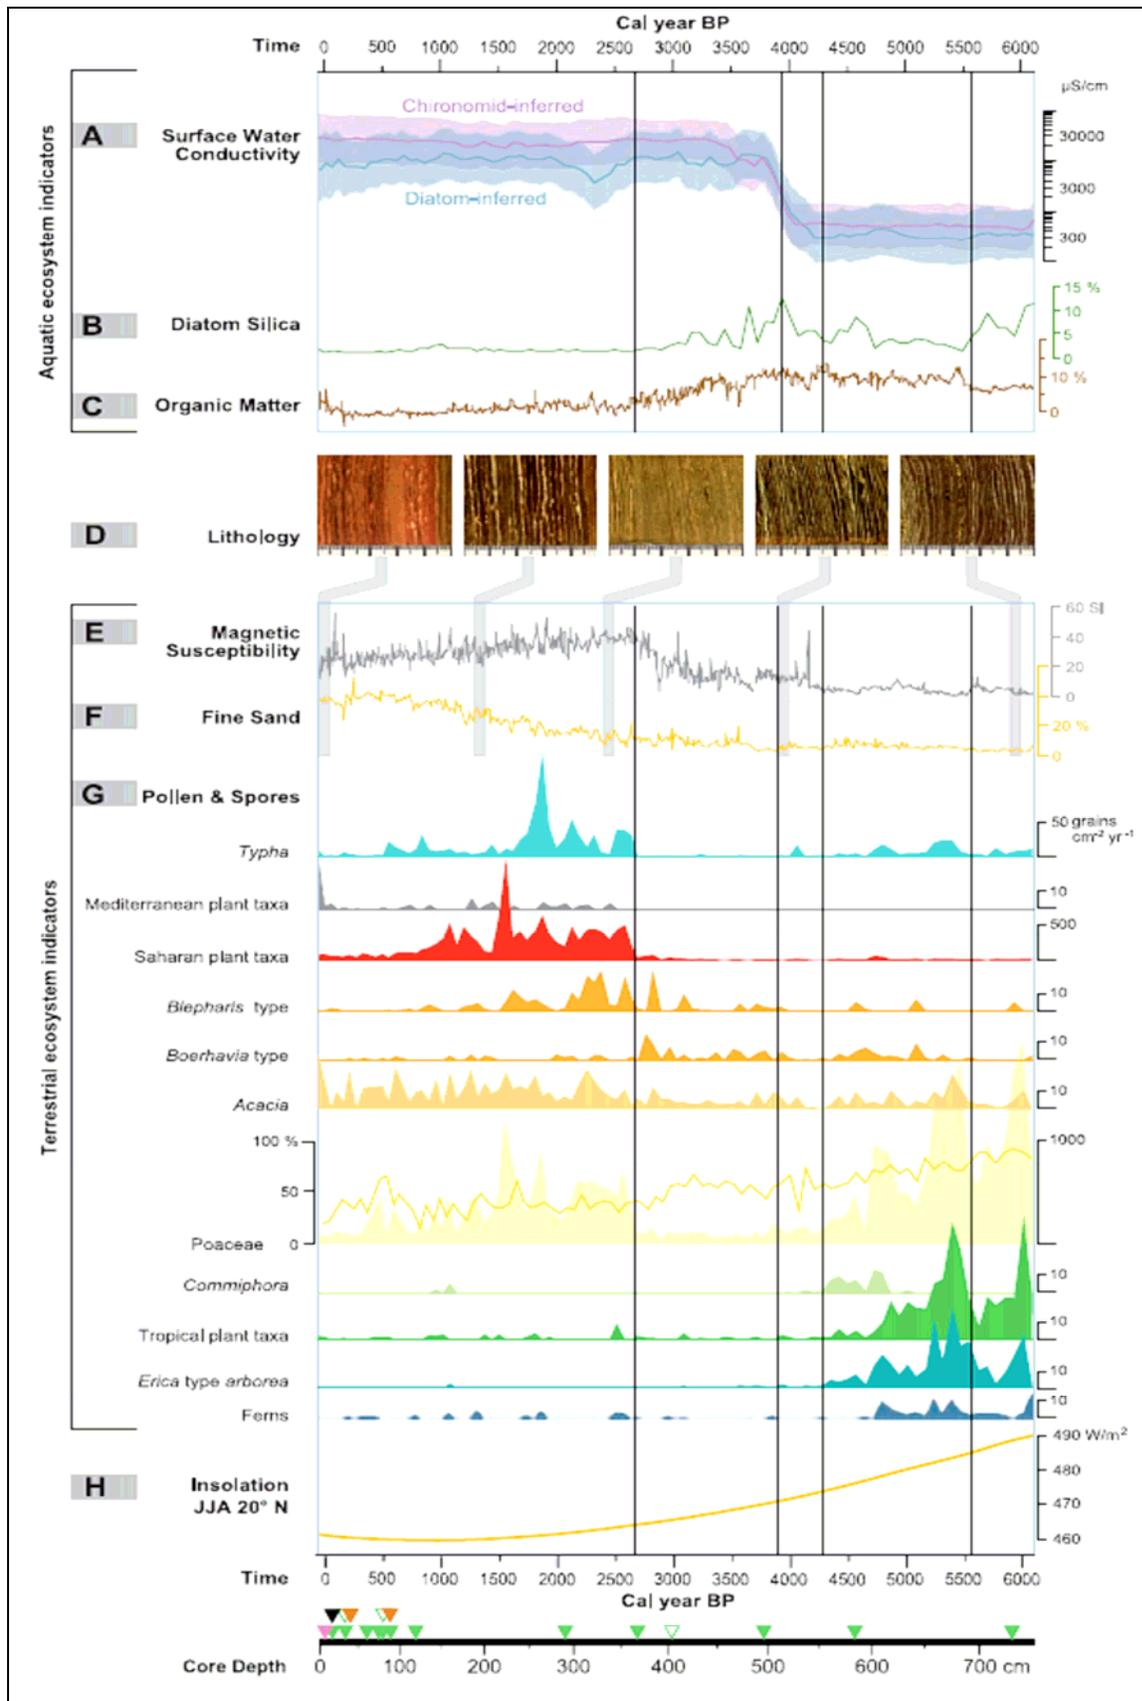 Cal year BP
Time 0 500 1000 1500 2000 2500 3000 3500 4000 4500 5000 5500 6000
Aquatic ecosystem indicators
µS/cm
A Surface Water Conductivity
Chironomid-inferred
Diatom-inferred
30000
3000
300
B Diatom Silica
15 %
10
5
0
C Organic Matter
10 %
0
D Lithology
Terrestrial ecosystem indicators
E Magnetic Susceptibility
60 SI
40
20
0
F Fine Sand
20 %
0
G Pollen & Spores
Typha
50 grains
cm-2 yr-1
Mediterranean plant taxa
10
Saharan plant taxa
500
Blepharis type
10
Boerhavia type
10
Acacia
10
100 %
50
Poaceae 0
1000
Commiphora
10
Tropical plant taxa
10
Erica type arborea
10
Ferns
10
H Insolation
JJA 20° N
490 W/m2
480
470
460
Time 0 500 1000 1500 2000 2500 3000 3500 4000 4500 5000 5500 6000
Cal year BP
Core Depth 0 100 200 300 400 500 600 700 cm